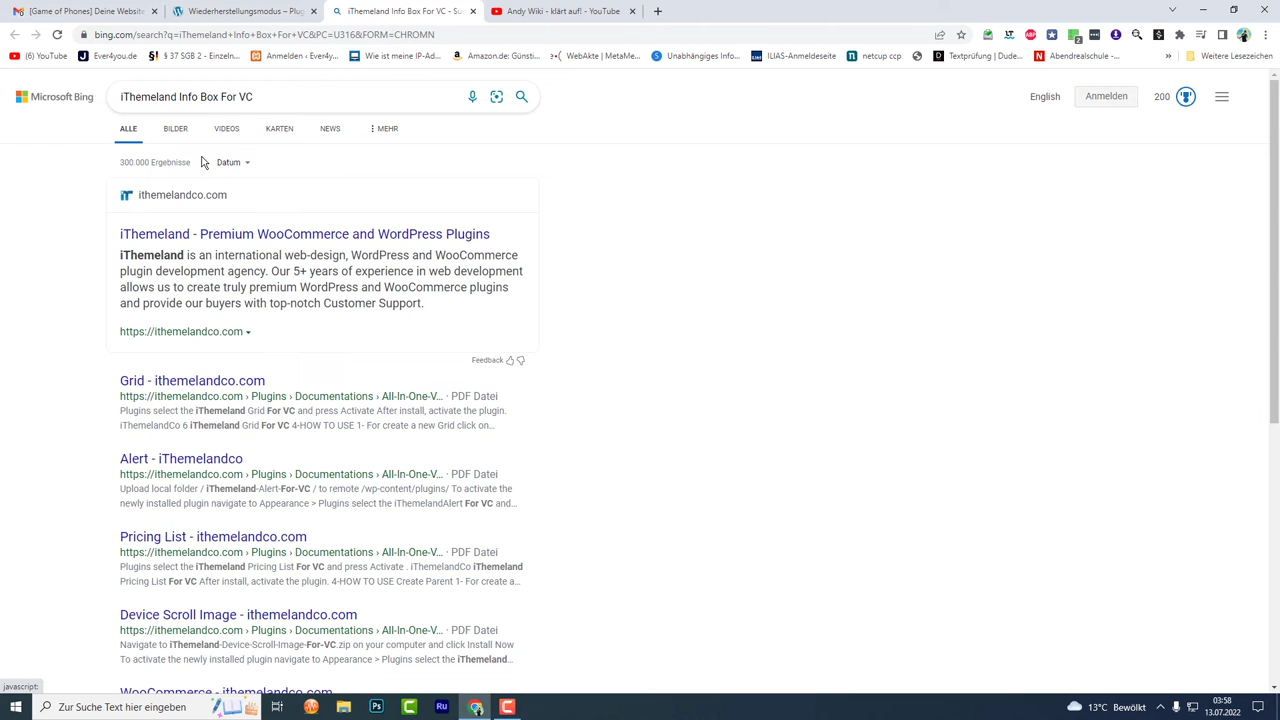 [Game of Phones] Deine Website
Wiederherstellungsmodus – Plug
iThemeland Info Box For VC - Su
Andy Wiki - klärt auf! - YouTube
bing.com/search?q=iThemeland+Info+Box+For+VC&PC=U316&FORM=CHROMN
(6) YouTube
Ever4you.de
§ 37 SGB 2 - Einzeln...
Anmelden ‹ Ever4y...
Wie ist meine IP-Ad...
Amazon.de: Günsti...
WebAkte | MetaMe...
Unabhängiges Info...
ILIAS-Anmeldeseite
netcup ccp
Textprüfung | Dude...
Abendrealschule -...
» Weitere Lesezeichen
Microsoft Bing
iThemeland Info Box For VC
English
Anmelden
200
ALLE BILDER VIDEOS KARTEN NEWS MEHR
300.000 Ergebnisse Datum
ithemelandco.com
iThemeland - Premium WooCommerce and WordPress Plugins
iThemeland is an international web-design, WordPress and WooCommerce
plugin development agency. Our 5+ years of experience in web development
allows us to create truly premium WordPress and WooCommerce plugins
and provide our buyers with top-notch Customer Support.
https://ithemelandco.com
Feedback
Grid - ithemelandco.com
https://ithemelandco.com › Plugins › Documentations › All-In-One-V... · PDF Datei
Plugins select the iThemeland Grid For VC and press Activate After install, activate the plugin.
iThemelandCo 6 iThemeland Grid For VC 4-HOW TO USE 1- For create a new Grid click on...
Alert - iThemelandco
https://ithemelandco.com › Plugins › Documentations › All-In-One-V... · PDF Datei
Upload local folder / iThemeland-Alert-For-VC / to remote /wp-content/plugins/ To activate the
newly installed plugin navigate to Appearance > Plugins select the iThemelandAlert For VC and...
Pricing List - ithemelandco.com
https://ithemelandco.com › Plugins › Documentations › All-In-One-V... · PDF Datei
Plugins select the iThemeland Pricing List For VC and press Activate . iThemelandCo iThemeland
Pricing List For VC After install, activate the plugin. 4-HOW TO USE Create Parent 1- For create a...
Device Scroll Image - ithemelandco.com
https://ithemelandco.com › Plugins › Documentations › All-In-One-V... · PDF Datei
Navigate to iThemeland-Device-Scroll-Image-For-VC.zip on your computer and click Install Now
To activate the newly installed plugin navigate to Appearance > Plugins select the iThemeland...
WooCommerce - ithemelandco.com
javascript:
Zur Suche Text hier eingeben
13°C Bewölkt
03:58
13.07.2022